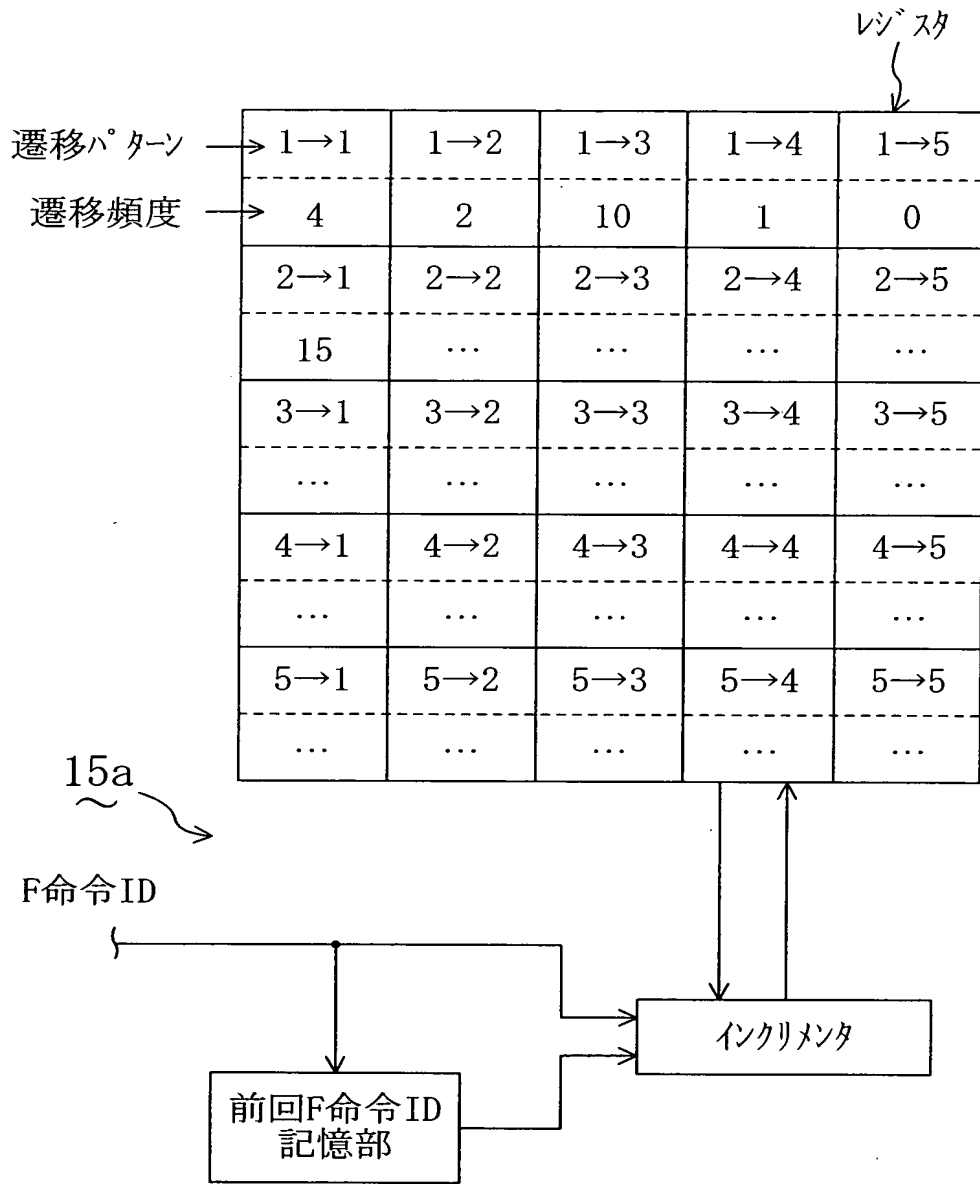 レジスタ
遷移パターン
1→1 1→2 1→3 1→4 1→5
遷移頻度
4 2 10 1 0
2→1 2→2 2→3 2→4 2→5
15 … … … …
3→1 3→2 3→3 3→4 3→5
… … … … …
4→1 4→2 4→3 4→4 4→5
… … … … …
5→1 5→2 5→3 5→4 5→5
… … … … …
15a
F命令ID
インクリメンタ
前回F命令ID
記憶部